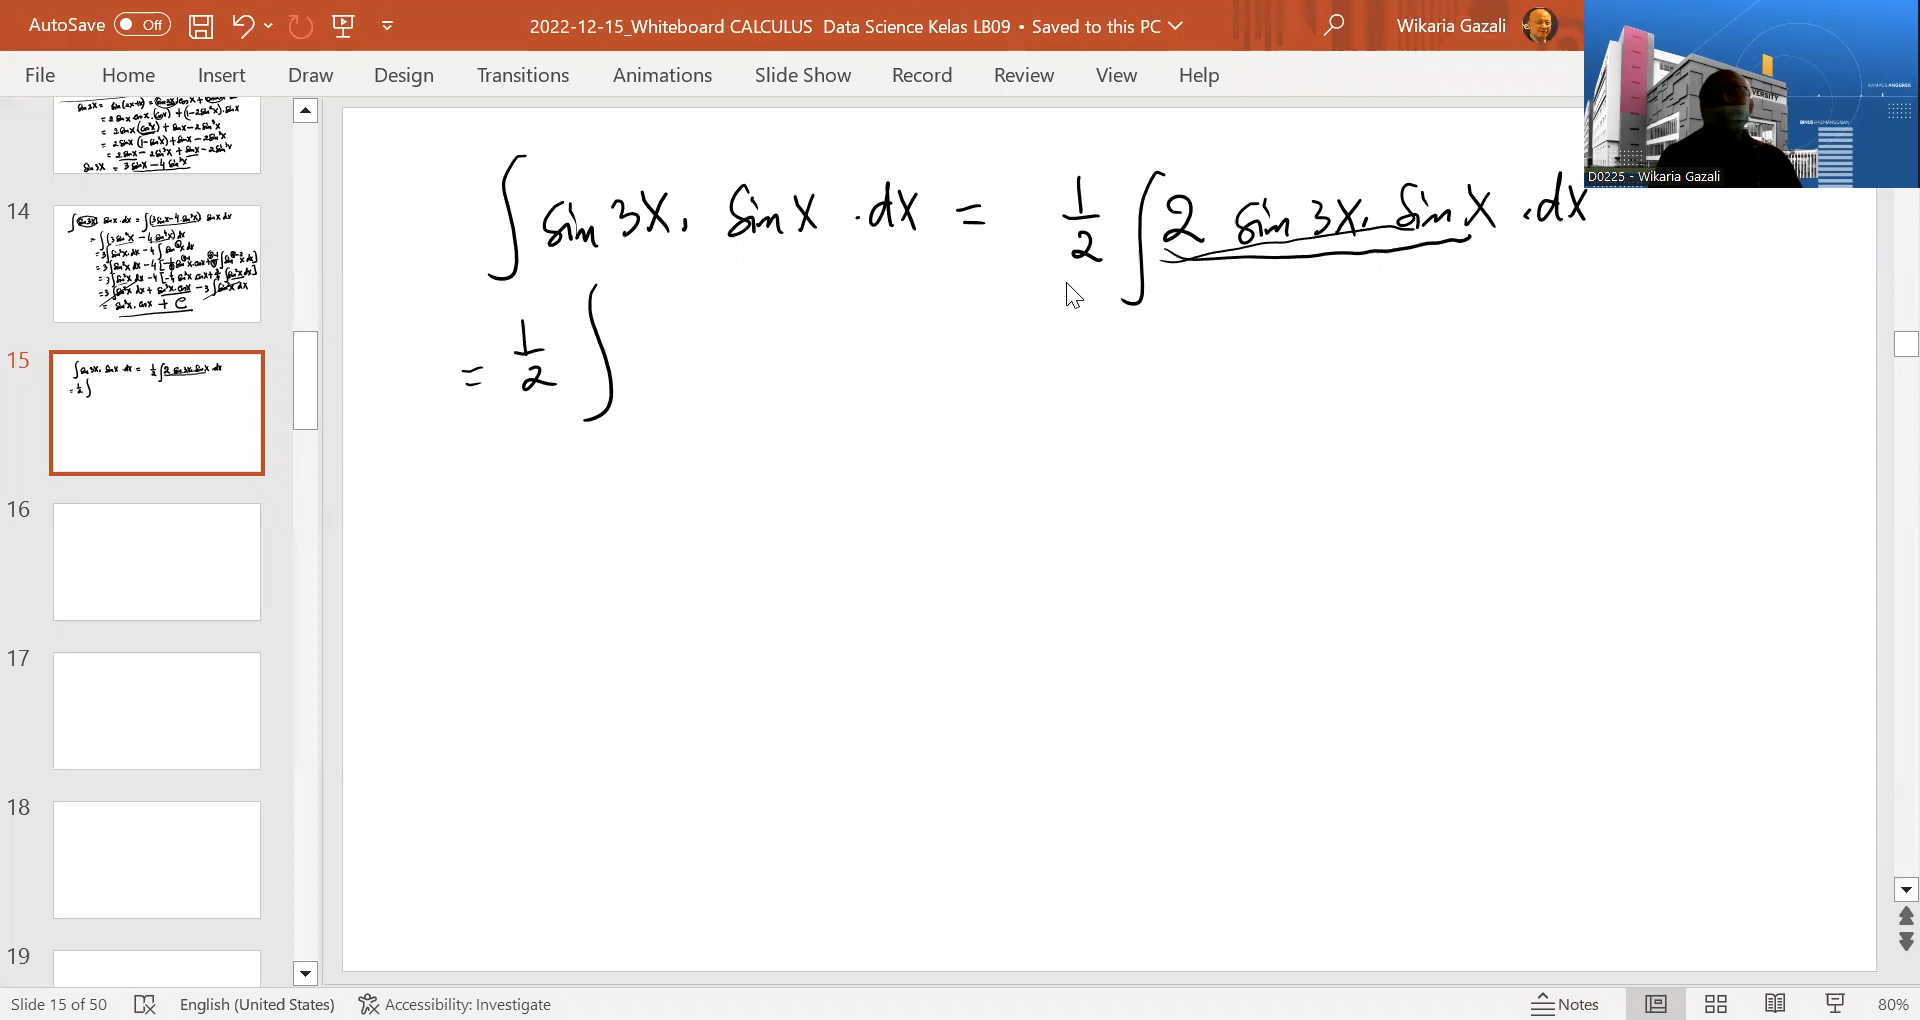 AutoSave Off 2022-12-15_Whiteboard CALCULUS Data Science Kelas LB09 • Saved to this PC Wikaria Gazali
File Home Insert Draw Design Transitions Animations Slide Show Record Review View Help
VERSITY
KAMPUS ANGGREK
D0225 - Wikaria Gazali
14
15
16
17
18
19
∫ sin 3x . sin x . dx = 1/2 ∫ 2 sin 3x . sin x . dx
= 1/2 ∫
Slide 15 of 50 English (United States) Accessibility: Investigate Notes 80%